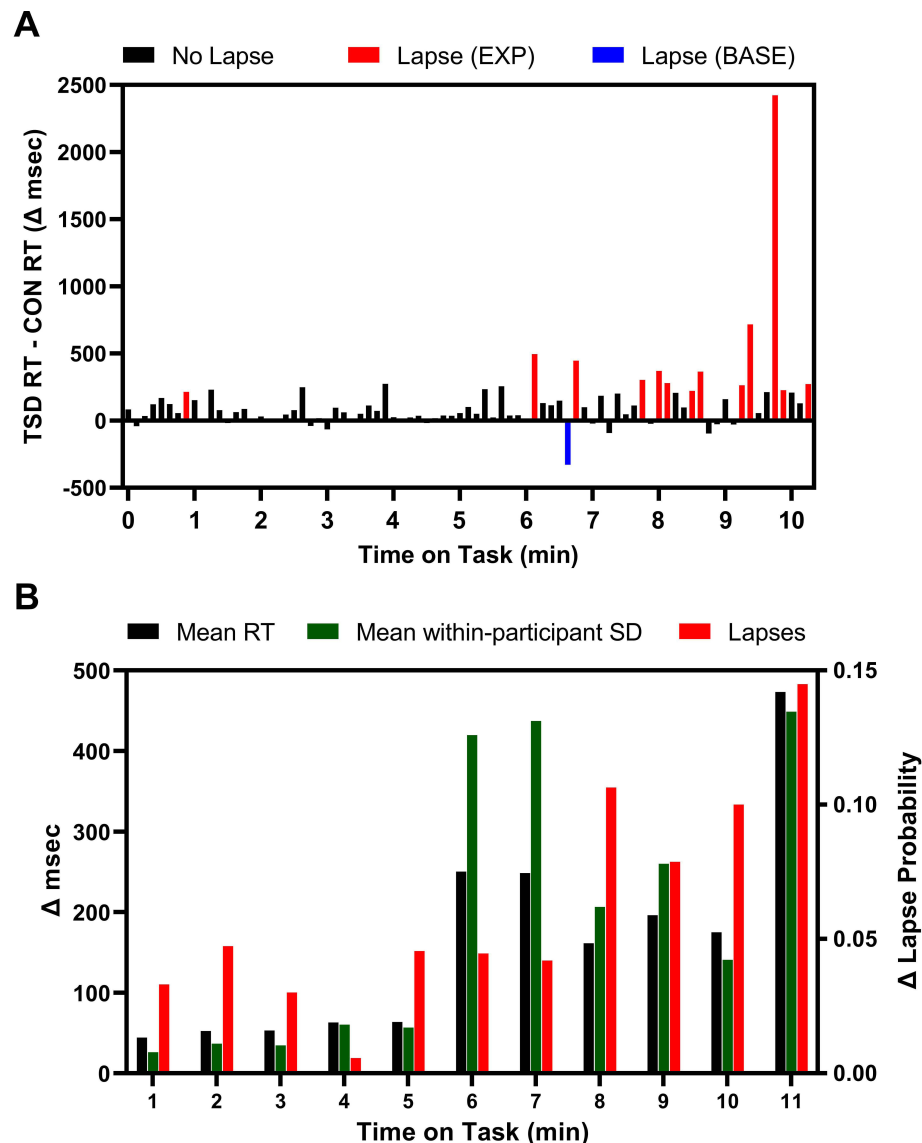 A
No Lapse Lapse (EXP) Lapse (BASE)
TSD RT - CON RT (Δ msec)
2500
2000
1500
1000
500
0
-500
0 1 2 3 4 5 6 7 8 9 10
Time on Task (min)
B
Mean RT Mean within-participant SD Lapses
Δ msec
500
400
300
200
100
0
0.15
0.10
0.05
0.00
Δ Lapse Probability
1 2 3 4 5 6 7 8 9 10 11
Time on Task (min)